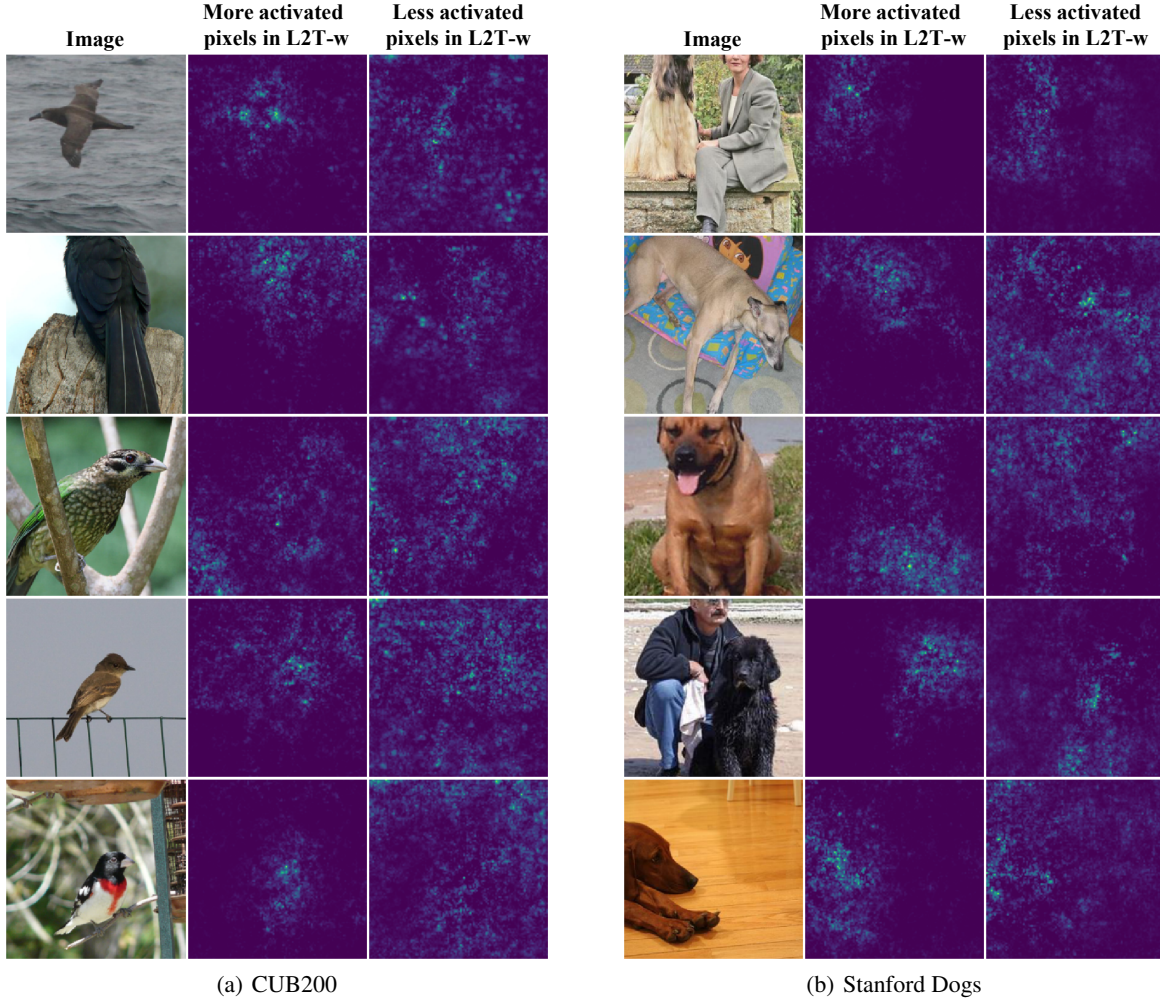 Image
More activated
pixels in L2T-w
Less activated
pixels in L2T-w
Image
More activated
pixels in L2T-w
Less activated
pixels in L2T-w
(a) CUB200
(b) Stanford Dogs